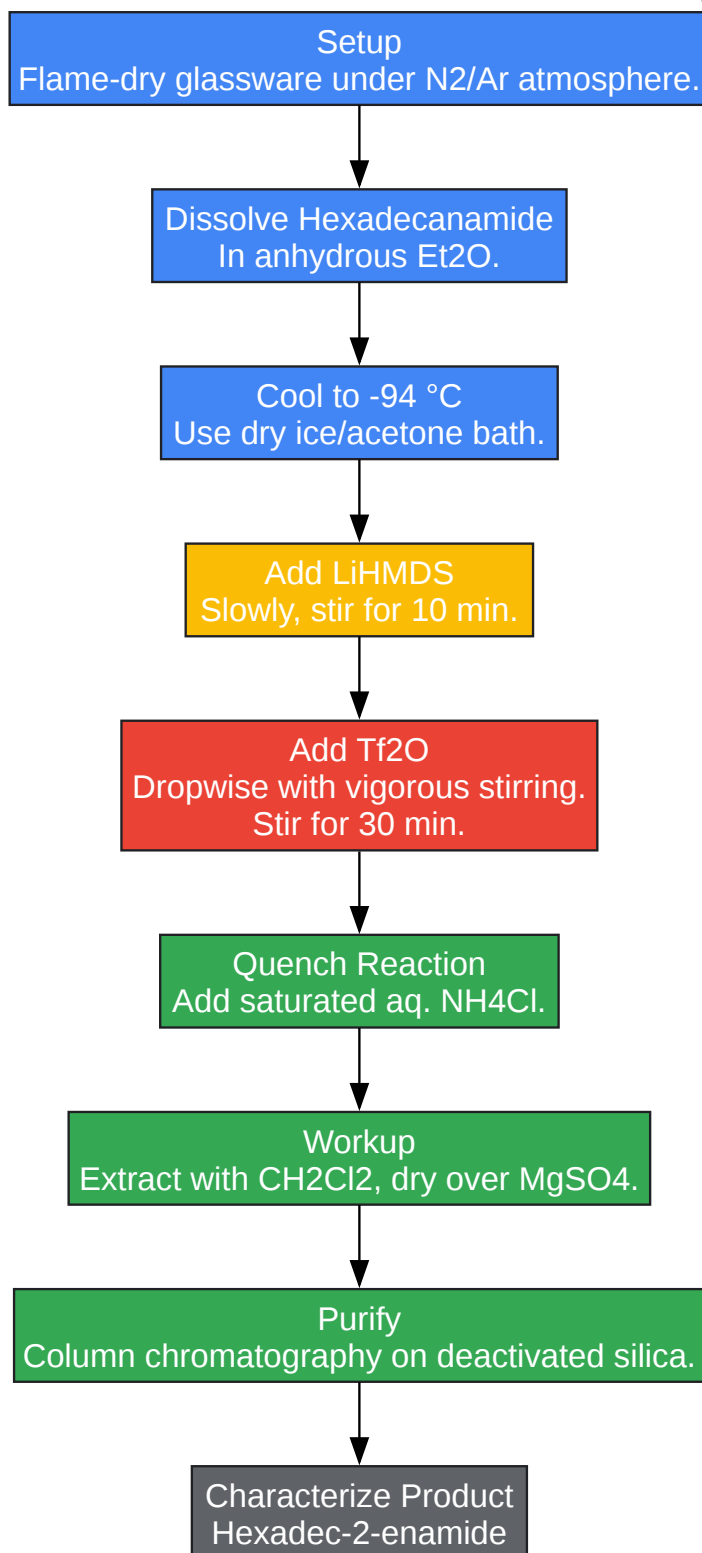 Setup
Flame-dry glassware under N2/Ar atmosphere.
Dissolve Hexadecanamide
In anhydrous Et2O.
Cool to -94 °C
Use dry ice/acetone bath.
Add LiHMDS
Slowly, stir for 10 min.
Add Tf2O
Dropwise with vigorous stirring.
Stir for 30 min.
Quench Reaction
Add saturated aq. NH4Cl.
Workup
Extract with CH2Cl2, dry over MgSO4.
Purify
Column chromatography on deactivated silica.
Characterize Product
Hexadec-2-enamide